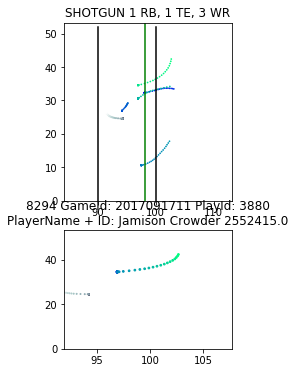 SHOTGUN 1 RB, 1 TE, 3 WR
50
40
30
20
10
0
90 100 110
8294 GameId: 2017091711 PlayId: 3880
PlayerName + ID: Jamison Crowder 2552415.0
40
20
0
95 100 105